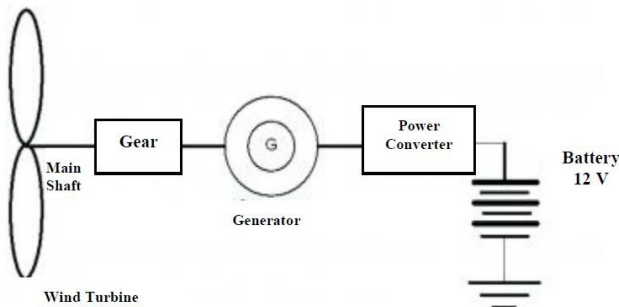 Gear
G
Power
Converter
Main
Shaft
Battery
12 V
Generator
Wind Turbine